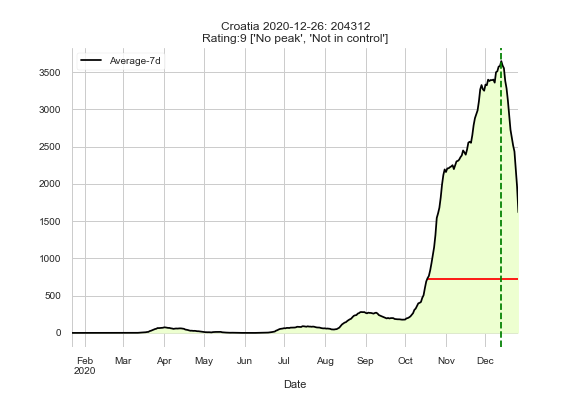 Croatia 2020-12-26: 204312
Rating:9 ['No peak', 'Not in control']
Average-7d
3500
3000
2500
2000
1500
1000
500
0
Feb Mar Apr May Jun Jul Aug Sep Oct Nov Dec
2020
Date